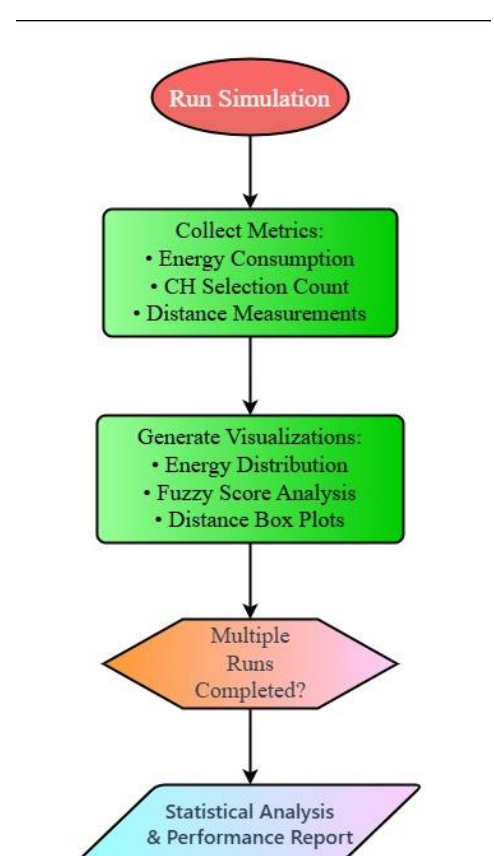 Run Simulation
Collect Metrics:
• Energy Consumption
• CH Selection Count
• Distance Measurements
Generate Visualizations:
• Energy Distribution
• Fuzzy Score Analysis
• Distance Box Plots
Multiple
Runs
Completed?
Statistical Analysis
& Performance Report